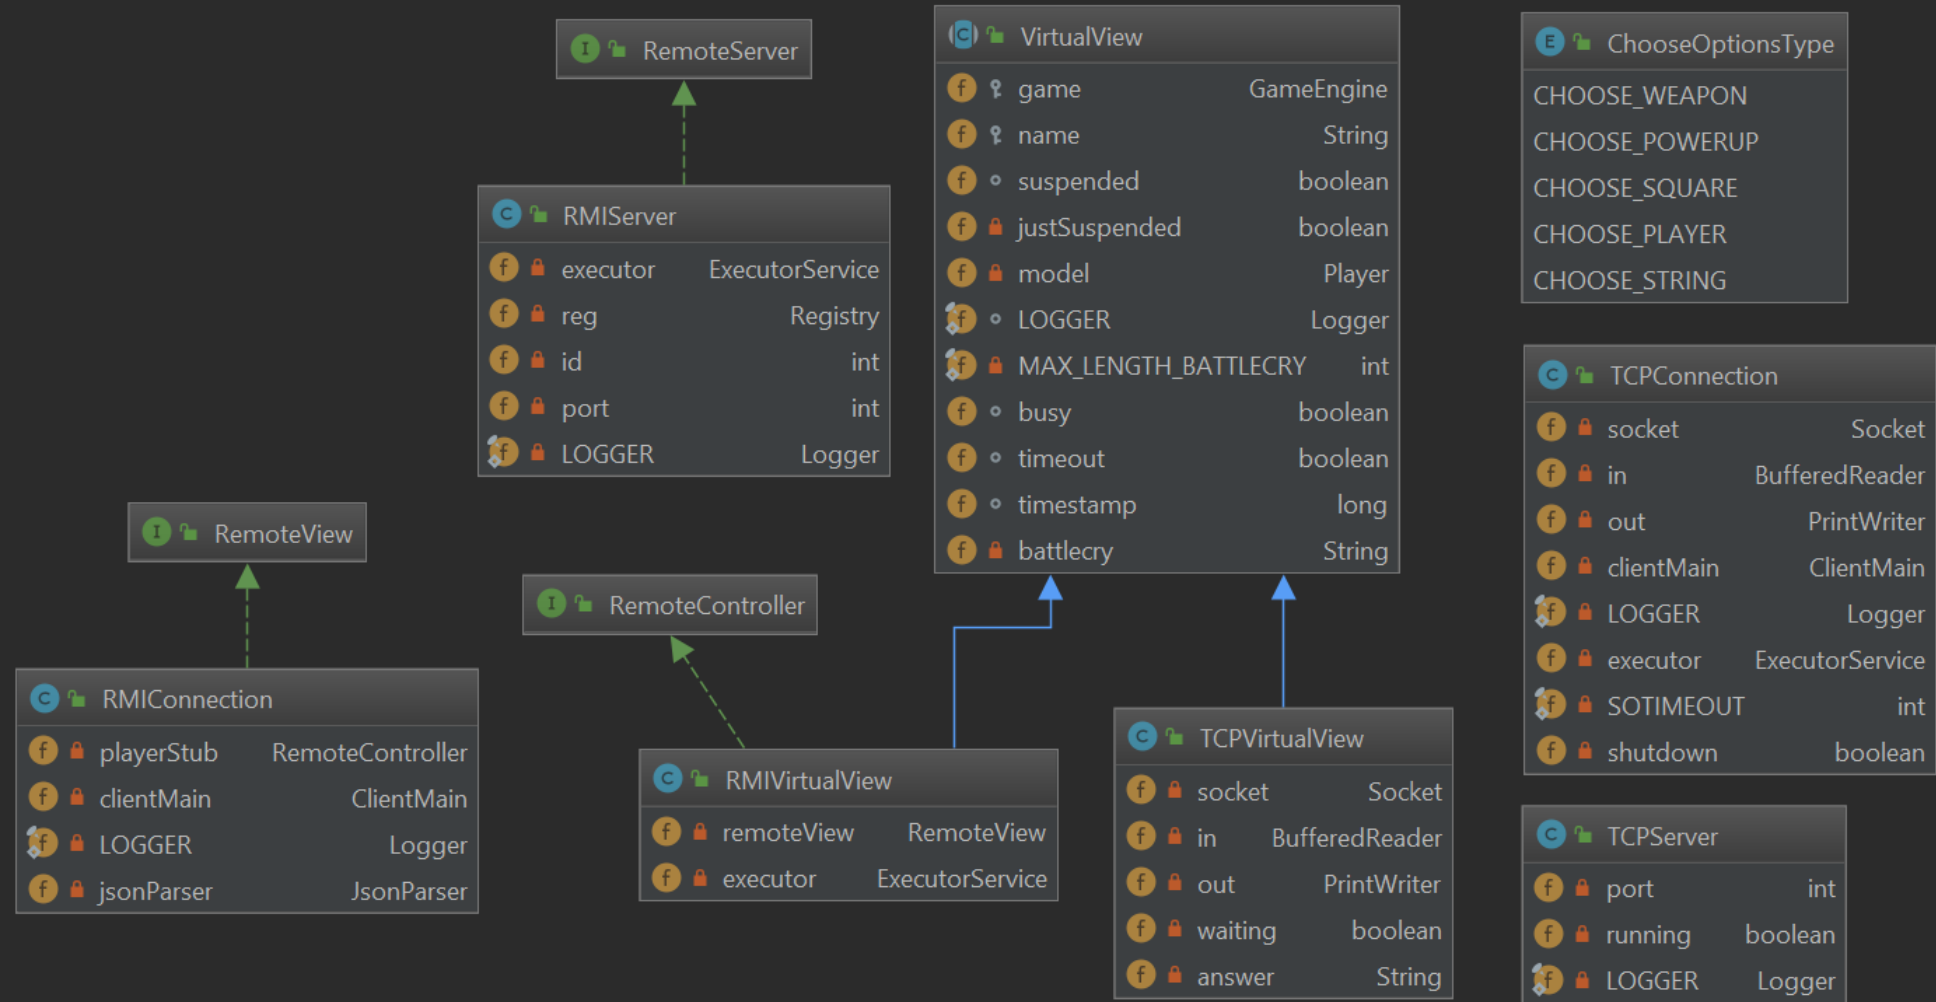 RemoteServer
RMIServer
executor ExecutorService
reg Registry
id int
port int
LOGGER Logger
RemoteView
RMIConnection
playerStub RemoteController
clientMain ClientMain
LOGGER Logger
jsonParser JsonParser
RemoteController
RMIVirtualView
remoteView RemoteView
executor ExecutorService
VirtualView
game GameEngine
name String
suspended boolean
justSuspended boolean
model Player
LOGGER Logger
MAX_LENGTH_BATTLECRY int
busy boolean
timeout boolean
timestamp long
battlecry String
TCPVirtualView
socket Socket
in BufferedReader
out PrintWriter
waiting boolean
answer String
ChooseOptionsType
CHOOSE_WEAPON
CHOOSE_POWERUP
CHOOSE_SQUARE
CHOOSE_PLAYER
CHOOSE_STRING
TCPConnection
socket Socket
in BufferedReader
out PrintWriter
clientMain ClientMain
LOGGER Logger
executor ExecutorService
SOTIMEOUT int
shutdown boolean
TCPServer
port int
running boolean
LOGGER Logger